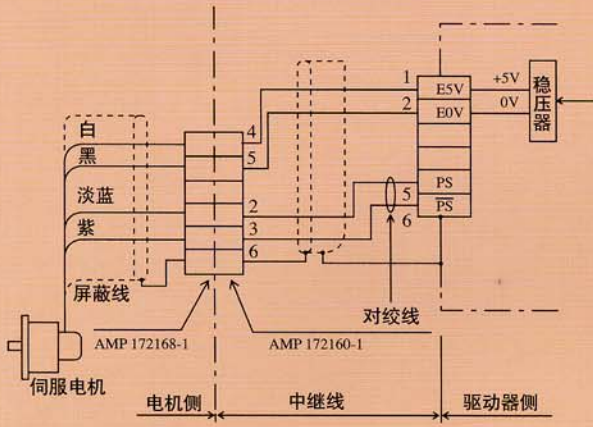 1
E5V
+5V
稳压器
2
E0V
0V
白
4
黑
5
淡蓝
2
PS
5
紫
3
P̅S̅
6
6
屏蔽线
对绞线
AMP 172168-1
AMP 172160-1
伺服电机
电机侧
中继线
驱动器侧